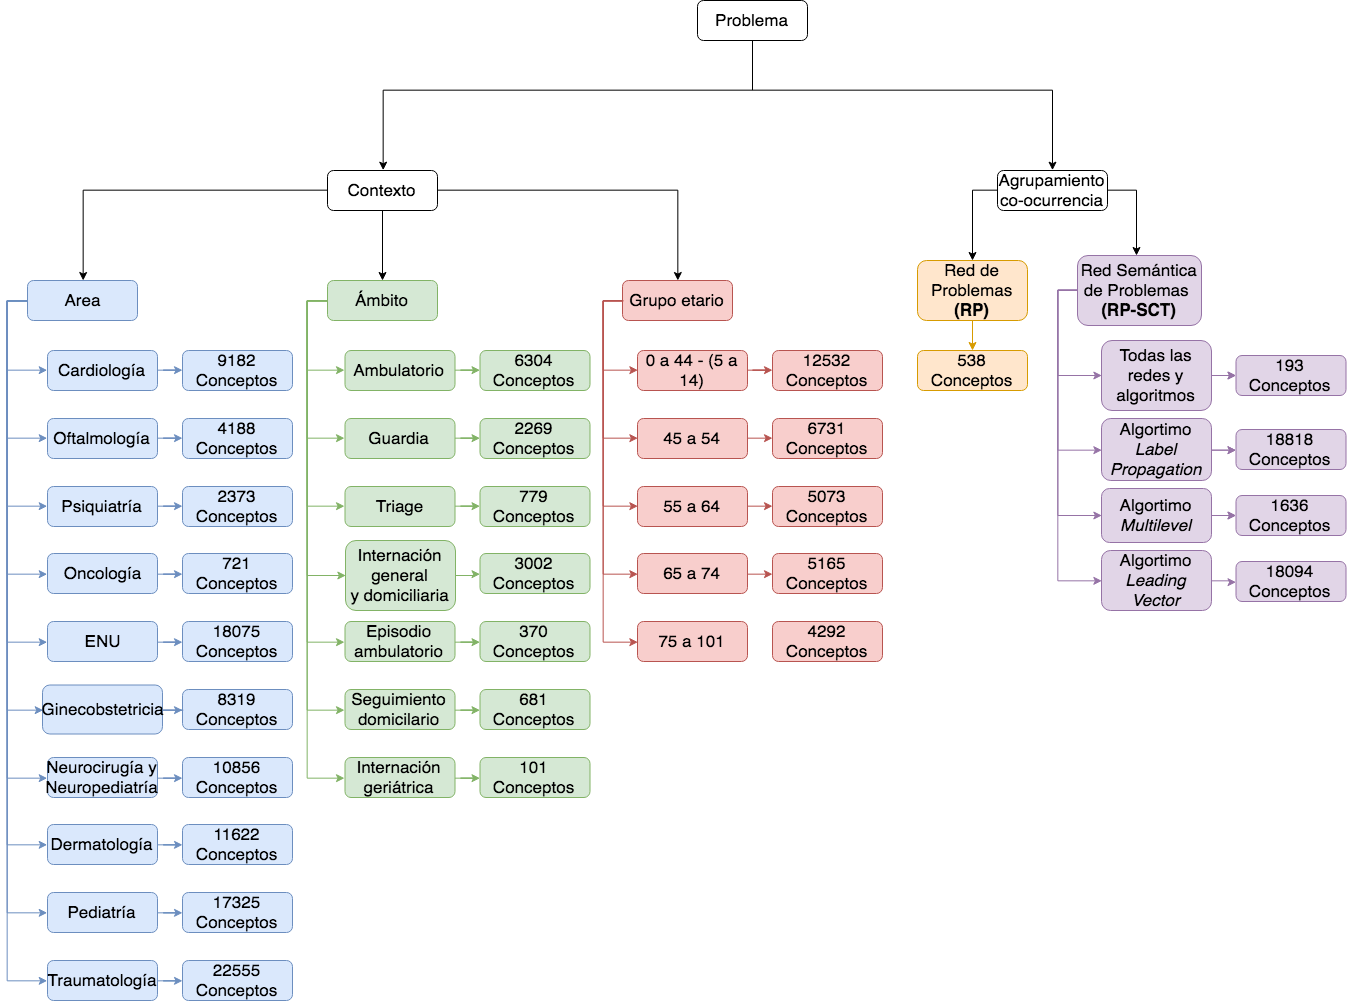 Problema
Contexto
Agrupamiento
co-ocurrencia
Area
Cardiología
9182
Conceptos
Oftalmología
4188
Conceptos
Psiquiatría
2373
Conceptos
Oncología
721
Conceptos
ENU
18075
Conceptos
Ginecobstetricia
8319
Conceptos
Neurocirugía y
Neuropediatría
10856
Conceptos
Dermatología
11622
Conceptos
Pediatría
17325
Conceptos
Traumatología
22555
Conceptos
Ámbito
Ambulatorio
6304
Conceptos
Guardia
2269
Conceptos
Triage
779
Conceptos
Internación
general
y domiciliaria
3002
Conceptos
Episodio
ambulatorio
370
Conceptos
Seguimiento
domicilario
681
Conceptos
Internación
geriátrica
101
Conceptos
Grupo etario
0 a 44 - (5 a
14)
12532
Conceptos
45 a 54
6731
Conceptos
55 a 64
5073
Conceptos
65 a 74
5165
Conceptos
75 a 101
4292
Conceptos
Red de
Problemas
(RP)
538
Conceptos
Red Semántica
de Problemas
(RP-SCT)
Todas las
redes y
algoritmos
193
Conceptos
Algortimo
Label
Propagation
18818
Conceptos
Algortimo
Multilevel
1636
Conceptos
Algortimo
Leading
Vector
18094
Conceptos